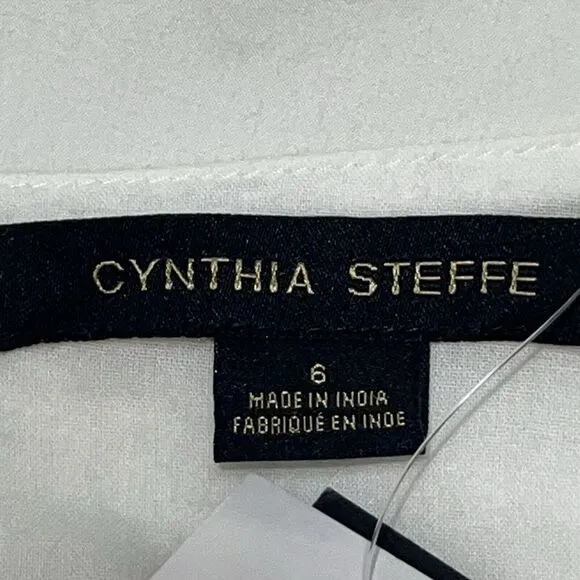 CYNTHIA STEFFE
6
MADE IN INDIA
FABRIQUÉ EN INDE